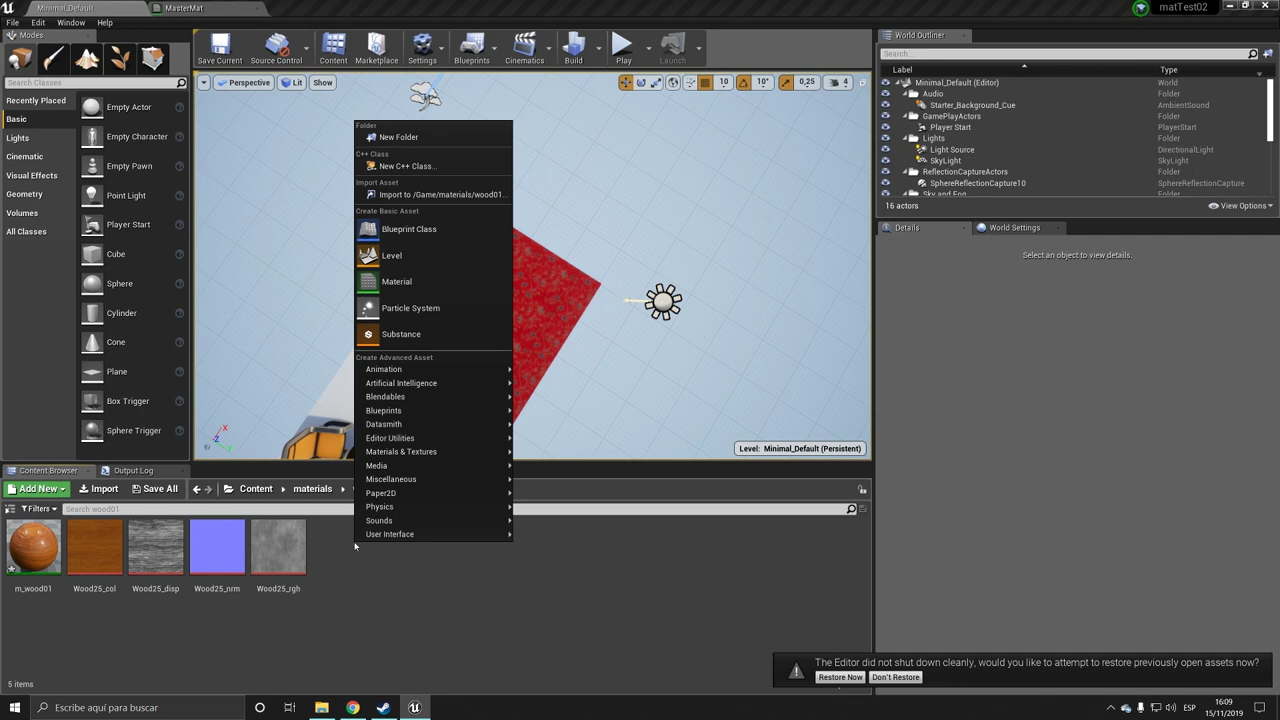 Minimal_Default
MasterMat
matTest02
File
Edit
Window
Help
Modes
Search Classes
Recently Placed
Basic
Lights
Cinematic
Visual Effects
Geometry
Volumes
All Classes
Empty Actor
Empty Character
Empty Pawn
Point Light
Player Start
Cube
Sphere
Cylinder
Cone
Plane
Box Trigger
Sphere Trigger
Save Current
Source Control
Content
Marketplace
Settings
Blueprints
Cinematics
Build
Play
Launch
Perspective
Lit
Show
10
10°
0,25
4
Folder
New Folder
C++ Class
New C++ Class...
Import Asset
Import to /Game/materials/wood01...
Create Basic Asset
Blueprint Class
Level
Material
Particle System
Substance
Create Advanced Asset
Animation
Artificial Intelligence
Blendables
Blueprints
Datasmith
Editor Utilities
Materials & Textures
Media
Miscellaneous
Paper2D
Physics
Sounds
User Interface
X
Z
Y
Level: Minimal_Default (Persistent)
World Outliner
Search...
Label
Type
Minimal_Default (Editor)
World
Audio
Folder
Starter_Background_Cue
AmbientSound
GamePlayActors
Folder
Player Start
PlayerStart
Lights
Folder
Light Source
DirectionalLight
SkyLight
SkyLight
ReflectionCaptureActors
Folder
SphereReflectionCapture10
SphereReflectionCapture
Sky and Fog
Folder
16 actors
View Options
Details
World Settings
Select an object to view details.
Content Browser
Output Log
Add New
Import
Save All
Content
materials
Filters
Search wood01
m_wood01
Wood25_col
Wood25_disp
Wood25_nrm
Wood25_rgh
5 items
The Editor did not shut down cleanly, would you like to attempt to restore previously open assets now?
Restore Now
Don't Restore
Escribe aquí para buscar
ESP
16:09
15/11/2019